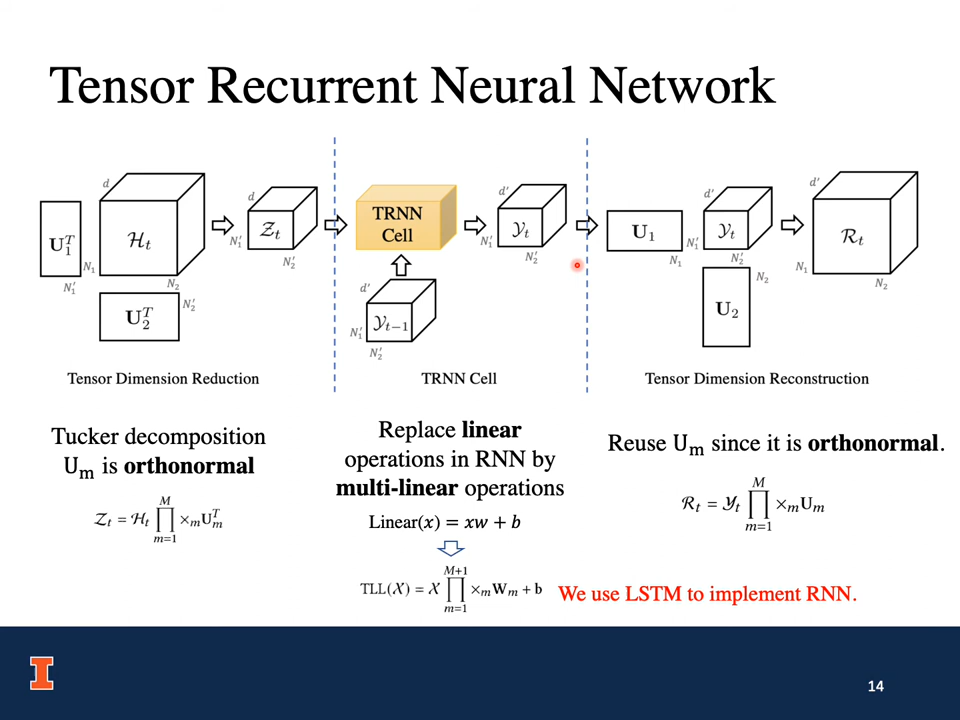 Tensor Recurrent Neural Network
d
𝓗ₜ
U₁ᵀ
N₁
N₁′
N₂
U₂ᵀ
N₂′
d
𝒵ₜ
N₁′
N₂′
Tensor Dimension Reduction
TRNN
Cell
d′
𝒴ₜ₋₁
N₁′
N₂′
d′
𝒴ₜ
N₁′
N₂′
TRNN Cell
U₁
N₁
d′
𝒴ₜ
N₁′
N₂′
U₂
N₂
d′
𝓡ₜ
N₁
N₂
Tensor Dimension Reconstruction
Tucker decomposition
Uₘ is orthonormal
𝒵ₜ = 𝓗ₜ ∏_{m=1}^{M} ×ₘUₘᵀ
Replace linear
operations in RNN by
multi-linear operations
Linear(x) = xw + b
TLL(X) = X ∏_{m=1}^{M+1} ×ₘWₘ + b
Reuse Uₘ since it is orthonormal.
𝓡ₜ = 𝒴ₜ ∏_{m=1}^{M} ×ₘUₘ
We use LSTM to implement RNN.
I
14